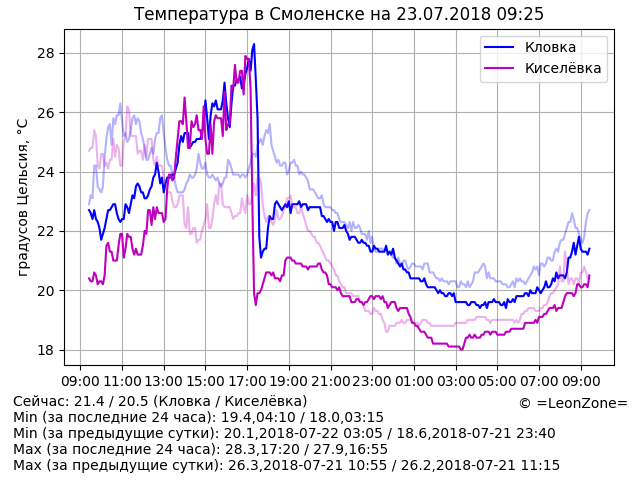 Температура в Смоленске на 23.07.2018 09:25
Кловка
Киселёвка
градусов Цельсия, °C
28
26
24
22
20
18
09:00 11:00 13:00 15:00 17:00 19:00 21:00 23:00 01:00 03:00 05:00 07:00 09:00
Сейчас: 21.4 / 20.5 (Кловка / Киселёвка)
© =LeonZone=
Min (за последние 24 часа): 19.4,04:10 / 18.0,03:15
Min (за предыдущие сутки): 20.1,2018-07-22 03:05 / 18.6,2018-07-21 23:40
Max (за последние 24 часа): 28.3,17:20 / 27.9,16:55
Max (за предыдущие сутки): 26.3,2018-07-21 10:55 / 26.2,2018-07-21 11:15